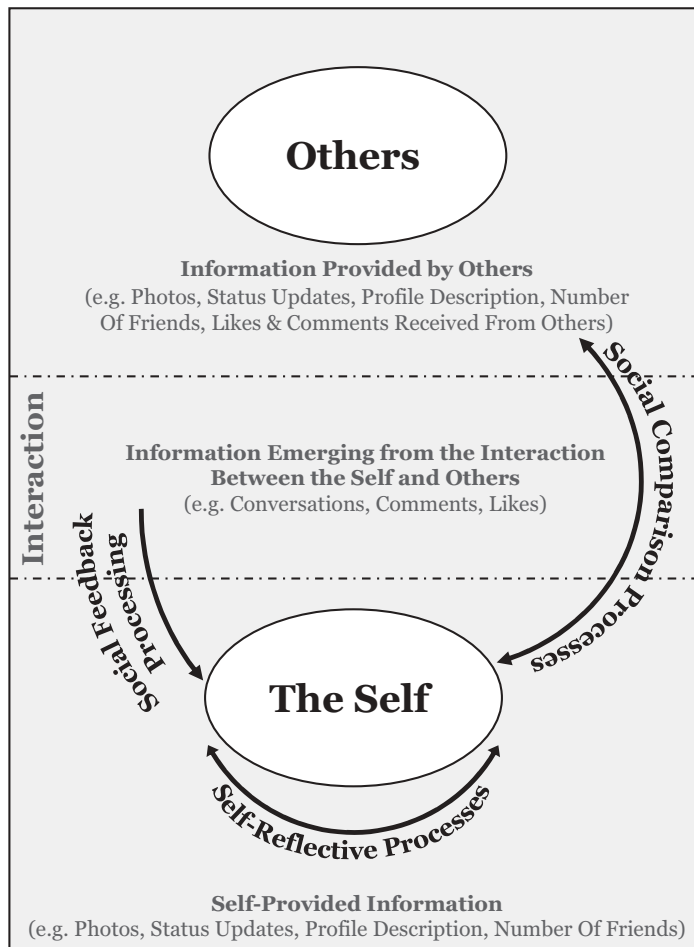 Others
Information Provided by Others
(e.g. Photos, Status Updates, Profile Description, Number
Of Friends, Likes & Comments Received From Others)
Social Comparison Processes
Interaction
Information Emerging from the Interaction
Between the Self and Others
(e.g. Conversations, Comments, Likes)
Social Feedback
Processing
The Self
Self-Reflective Processes
Self-Provided Information
(e.g. Photos, Status Updates, Profile Description, Number Of Friends)